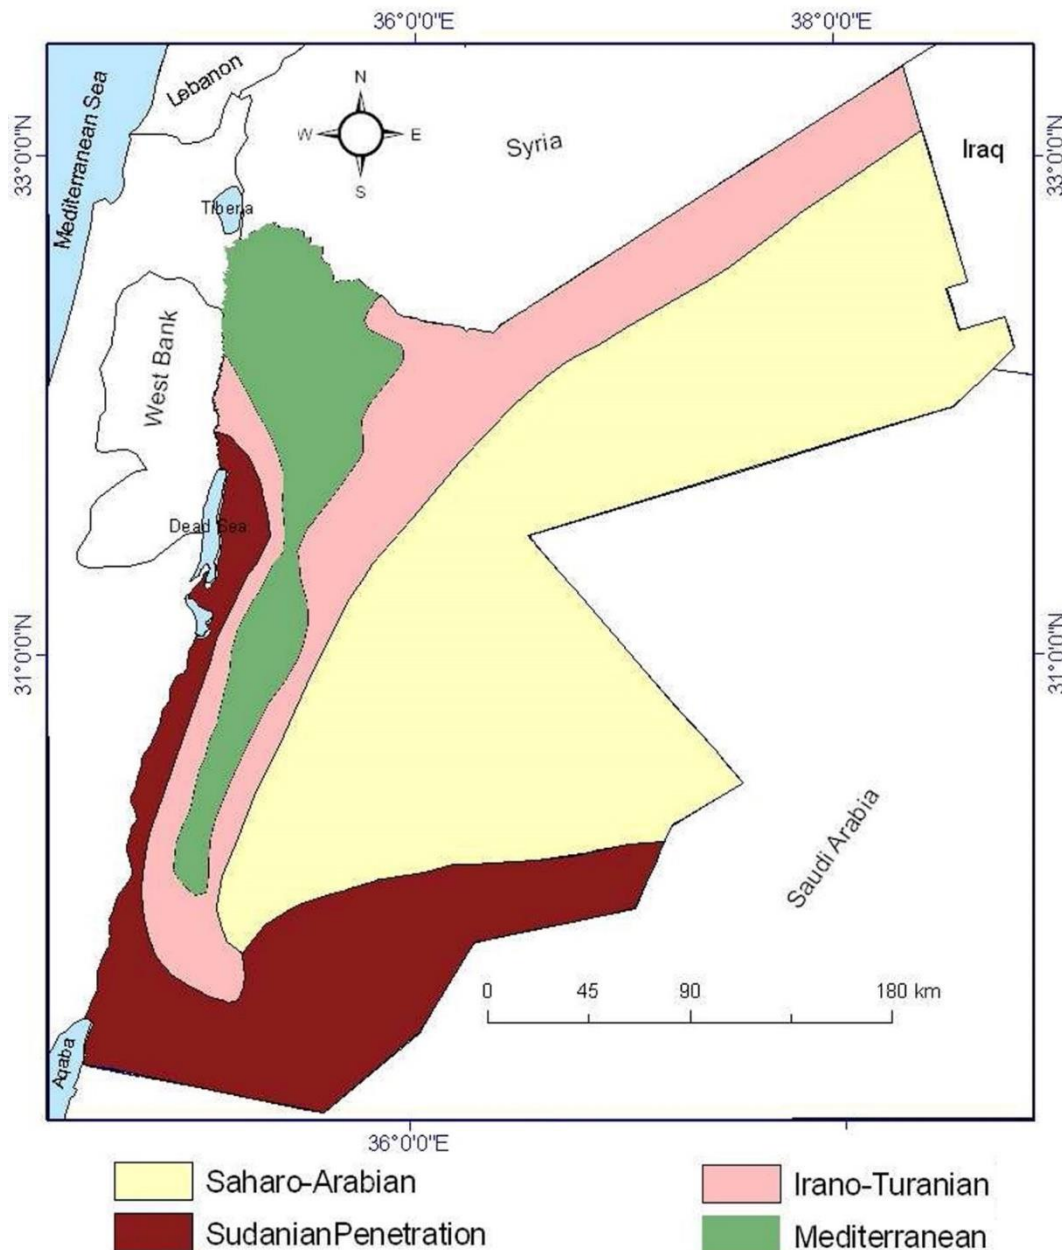 36°0'0"E
38°0'0"E
Mediterranean Sea
Lebanon
N
W
E
S
Syria
Iraq
33°0'0"N
33°0'0"N
Tiberia
West Bank
Dead Sea
31°0'0"N
31°0'0"N
Saudi Arabia
0 45 90 180 km
Aqaba
36°0'0"E
Saharo-Arabian
Irano-Turanian
SudanianPenetration
Mediterranean